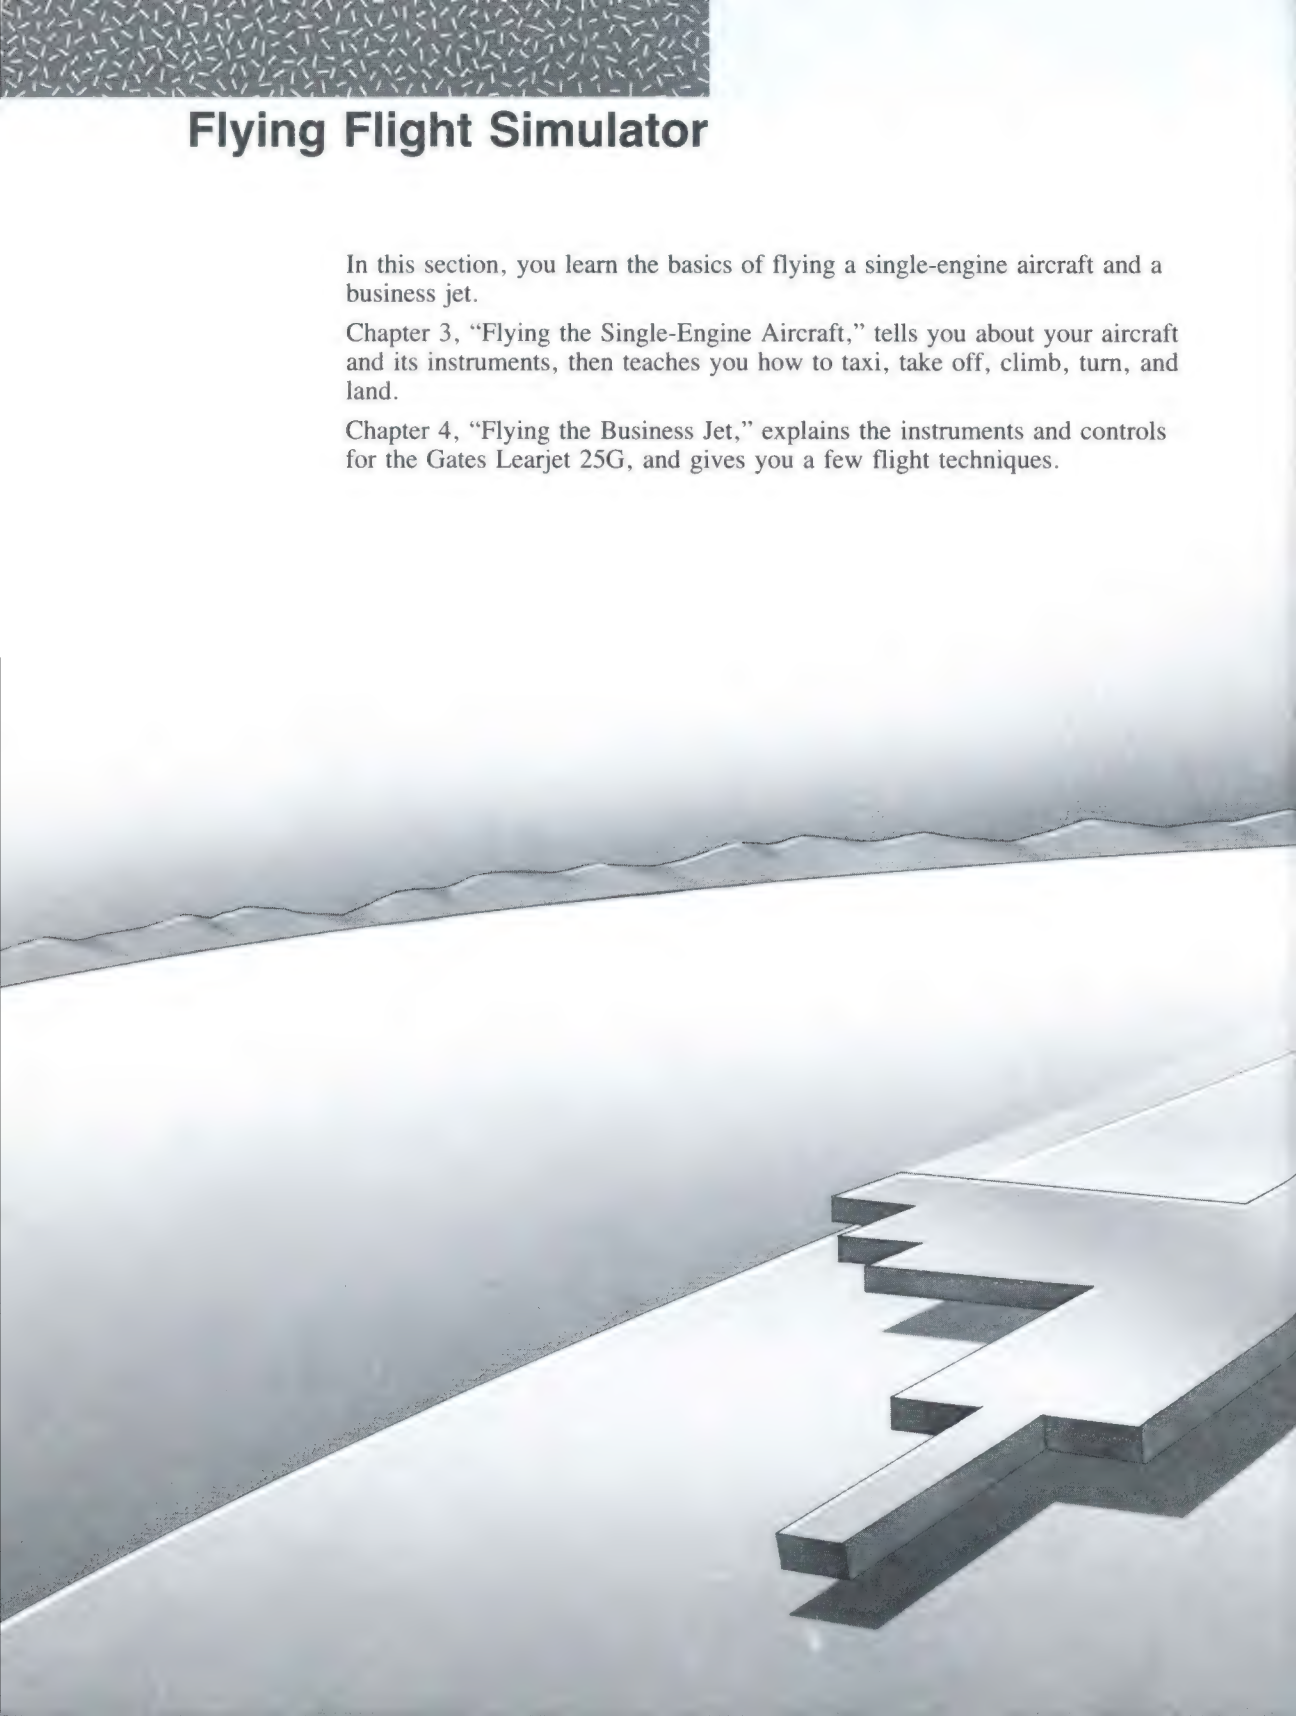 Flying Flight Simulator
In this section, you learn the basics of flying a single-engine aircraft and a
business jet.
Chapter 3, “Flying the Single-Engine Aircraft,” tells you about your aircraft
and its instruments, then teaches you how to taxi, take off, climb, turn, and
land.
Chapter 4, “Flying the Business Jet,” explains the instruments and controls
for the Gates Learjet 25G, and gives you a few flight techniques.